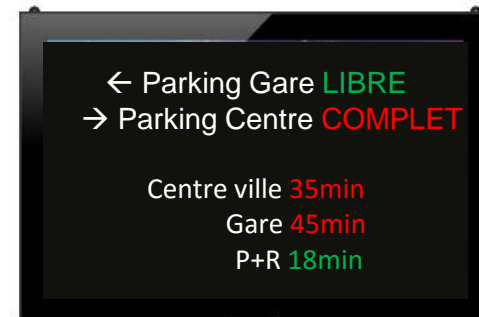 ← Parking Gare LIBRE
→ Parking Centre COMPLET
Centre ville 35min
Gare 45min
P+R 18min